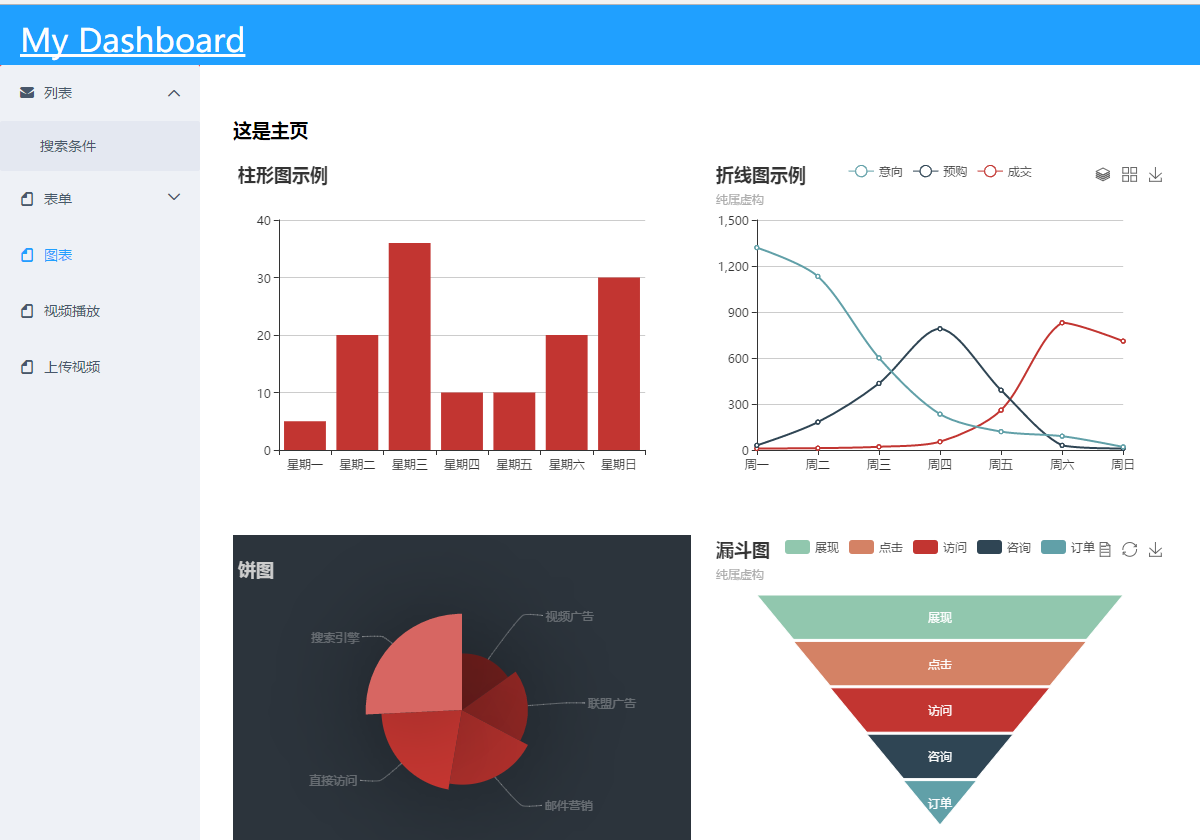 My Dashboard
列表
搜索条件
表单
图表
视频播放
上传视频
这是主页
柱形图示例
40
30
20
10
0
星期一 星期二 星期三 星期四 星期五 星期六 星期日
折线图示例
意向 预购 成交
纯属虚构
1,500
1,200
900
600
300
0
周一 周二 周三 周四 周五 周六 周日
饼图
视频广告
搜索引擎
联盟广告
直接访问
邮件营销
漏斗图
展现 点击 访问 咨询 订单
纯属虚构
展现
点击
访问
咨询
订单